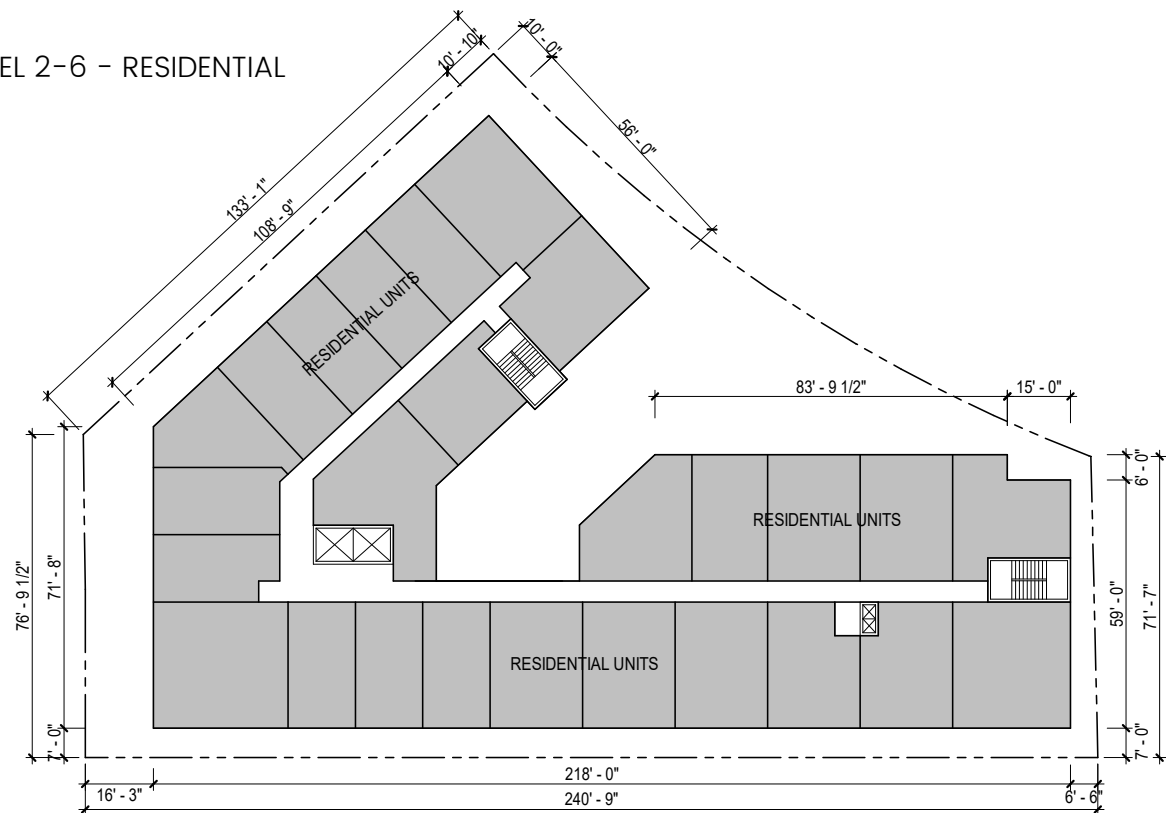 EL 2-6 - RESIDENTIAL
10' - 10"
10' - 0"
56' - 0"
133' - 1"
108' - 9"
RESIDENTIAL UNITS
83' - 9 1/2"
15' - 0"
6' - 0"
RESIDENTIAL UNITS
76' - 9 1/2"
71' - 8"
59' - 0"
71' - 7"
RESIDENTIAL UNITS
7' - 0"
7' - 0"
16' - 3"
218' - 0"
6' - 6"
240' - 9"